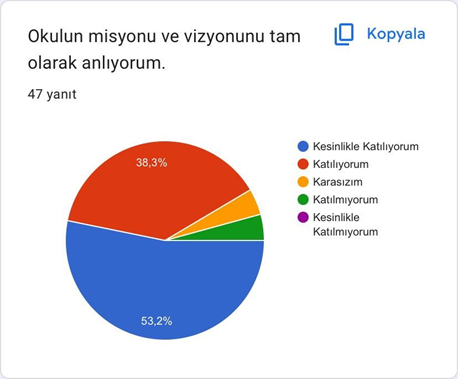 Okulun misyonu ve vizyonunu tam
olarak anlıyorum.
Kopyala
47 yanıt
38,3%
53,2%
Kesinlikle Katılıyorum
Katılıyorum
Karasızım
Katılmıyorum
Kesinlikle
Katılmıyorum